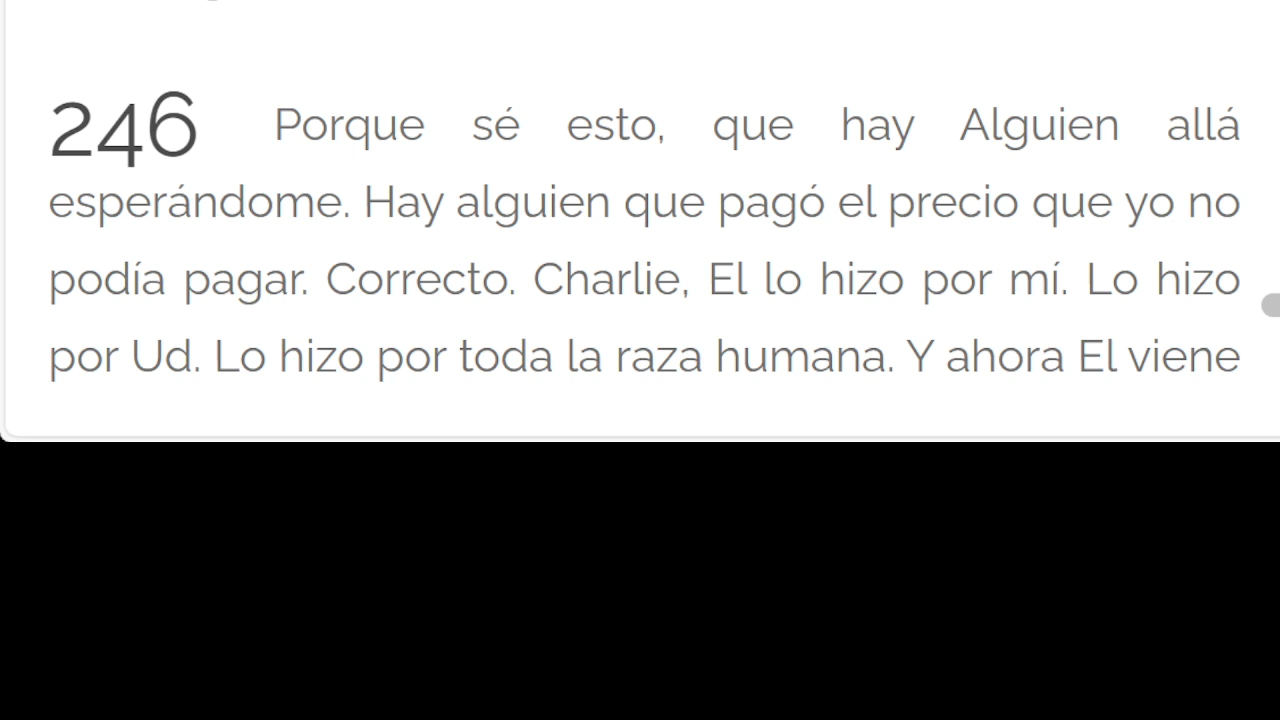 246 Porque sé esto, que hay Alguien allá
esperándome. Hay alguien que pagó el precio que yo no
podía pagar. Correcto. Charlie, El lo hizo por mí. Lo hizo
por Ud. Lo hizo por toda la raza humana. Y ahora El viene